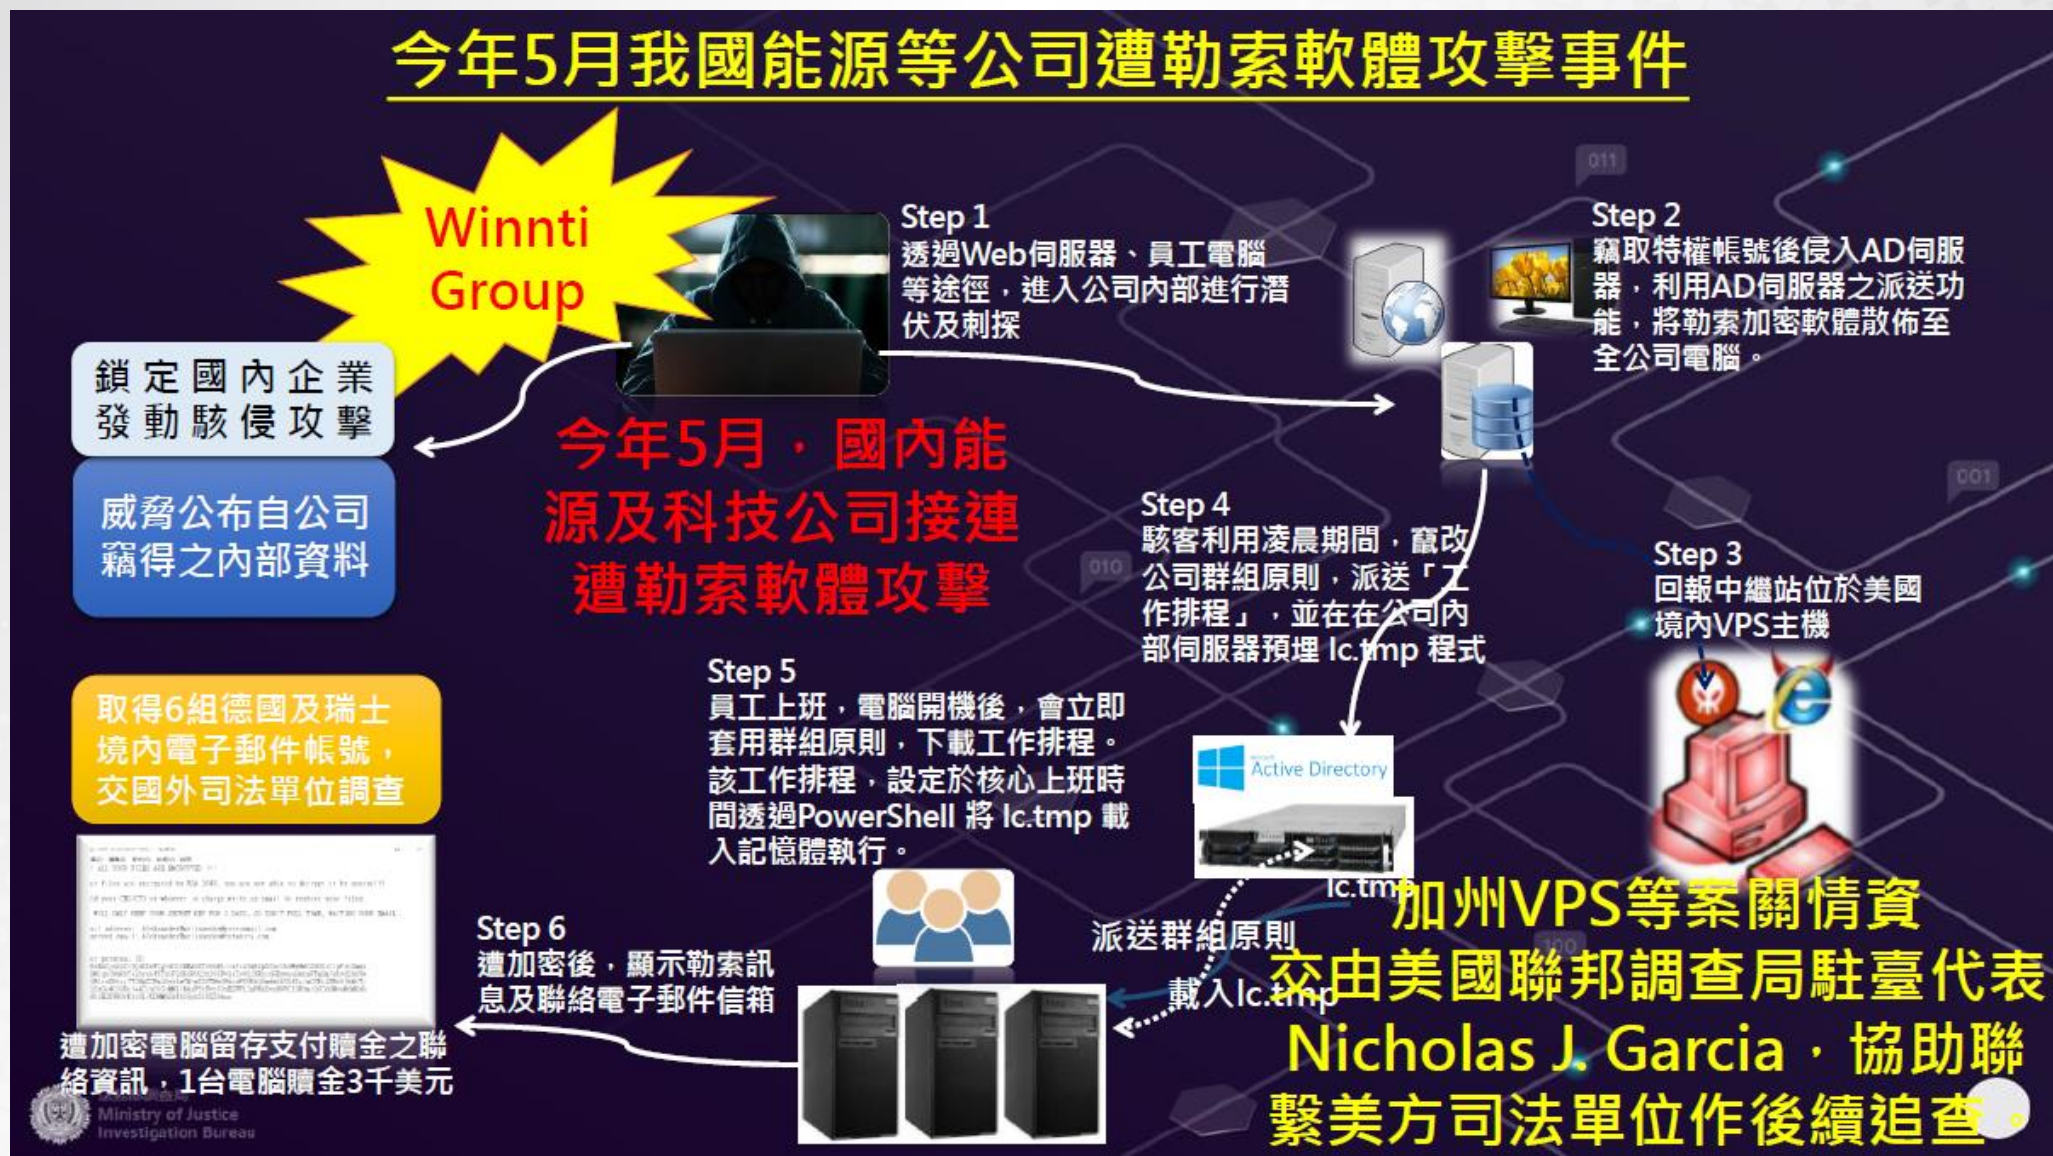 今年5月我國能源等公司遭勒索軟體攻擊事件
Winnti
Group
鎖定國內企業
發動駭侵攻擊
威脅公布自公司
竊得之內部資料
今年5月，國內能
源及科技公司接連
遭勒索軟體攻擊
Step 1
透過Web伺服器、員工電腦
等途徑，進入公司內部進行潛
伏及刺探
Step 2
竊取特權帳號後侵入AD伺服
器，利用AD伺服器之派送功
能，將勒索加密軟體散佈至
全公司電腦。
Step 3
回報中繼站位於美國
境內VPS主機
Step 4
駭客利用凌晨期間，竄改
公司群組原則，派送「工
作排程」，並在在公司內
部伺服器預埋 lc.tmp 程式
Step 5
員工上班，電腦開機後，會立即
套用群組原則，下載工作排程。
該工作排程，設定於核心上班時
間透過PowerShell 將 lc.tmp 載
入記憶體執行。
Active Directory
lc.tmp
派送群組原則
載入lc.tmp
Step 6
遭加密後，顯示勒索訊
息及聯絡電子郵件信箱
取得6組德國及瑞士
境內電子郵件帳號，
交國外司法單位調查
遭加密電腦留存支付贖金之聯
絡資訊，1台電腦贖金3千美元
加州VPS等案關情資
交由美國聯邦調查局駐臺代表
Nicholas J. Garcia，協助聯
繫美方司法單位作後續追查。
Ministry of Justice
Investigation Bureau
011
001
010
100